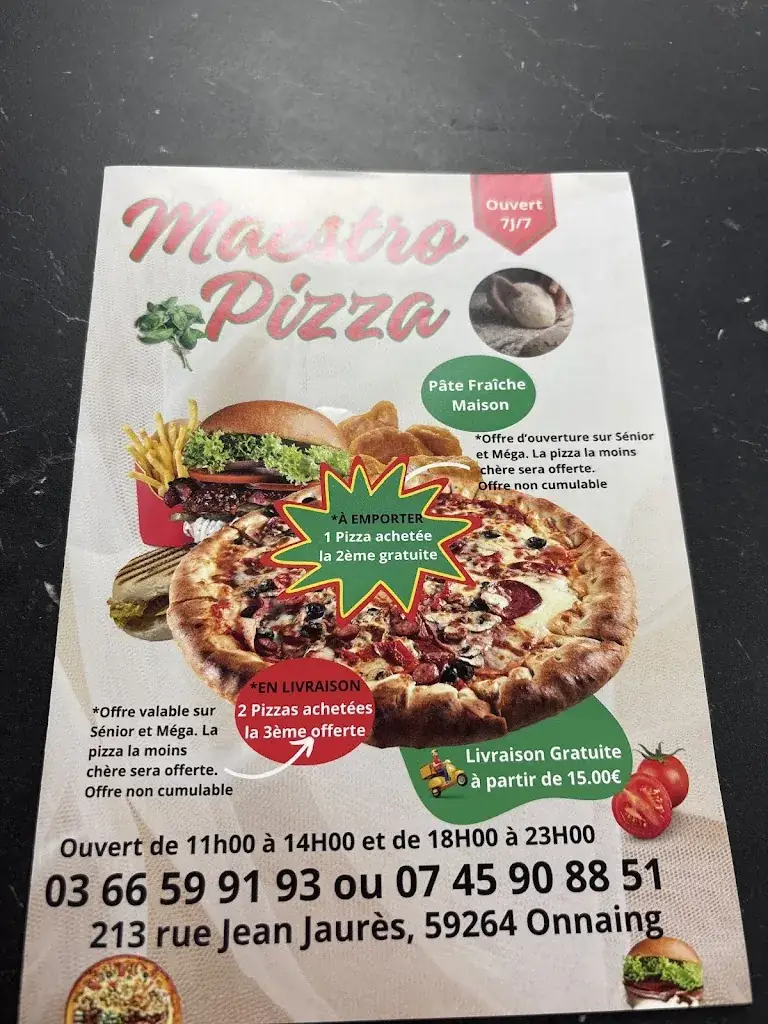 Maestro
Pizza
Ouvert
7J/7
Pâte Fraîche
Maison
*Offre d'ouverture sur Sénior
et Méga. La pizza la moins
chère sera offerte.
Offre non cumulable
*À EMPORTER
1 Pizza achetée
la 2ème gratuite
*EN LIVRAISON
2 Pizzas achetées
la 3ème offerte
*Offre valable sur
Sénior et Méga. La
pizza la moins
chère sera offerte.
Offre non cumulable
Livraison Gratuite
à partir de 15.00€
Ouvert de 11h00 à 14H00 et de 18H00 à 23H00
03 66 59 91 93 ou 07 45 90 88 51
213 rue Jean Jaurès, 59264 Onnaing